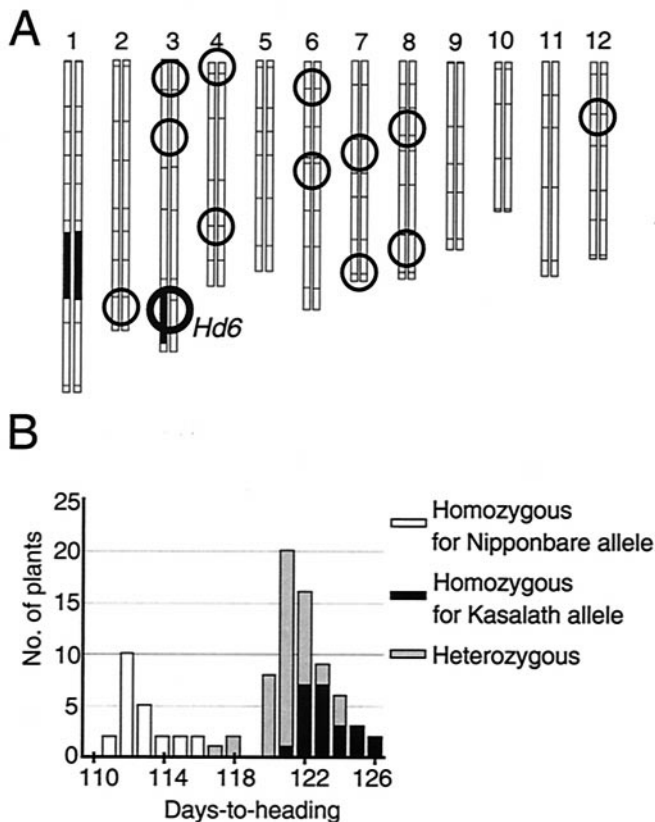 A
1 2 3 4 5 6 7 8 9 10 11 12
Hd6
B
25
20
15
10
5
0
No. of plants
110 114 118 122 126
Days-to-heading
Homozygous
for Nipponbare allele
Homozygous
for Kasalath allele
Heterozygous